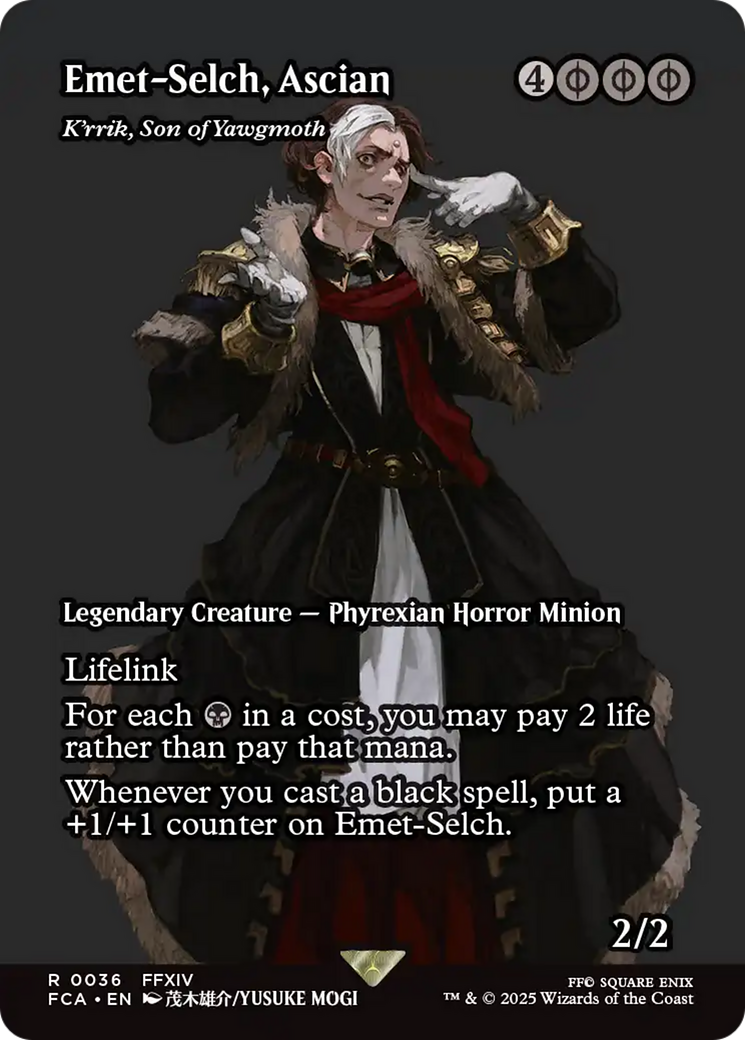 Emet-Selch, Ascian 4
K'rrik, Son of Yawgmoth
Legendary Creature — Phyrexian Horror Minion
Lifelink
For each in a cost, you may pay 2 life
rather than pay that mana.
Whenever you cast a black spell, put a
+1/+1 counter on Emet-Selch.
2/2
R 0036 FFXIV
FCA • EN 茂木雄介/YUSUKE MOGI
FF© SQUARE ENIX
™ & © 2025 Wizards of the Coast